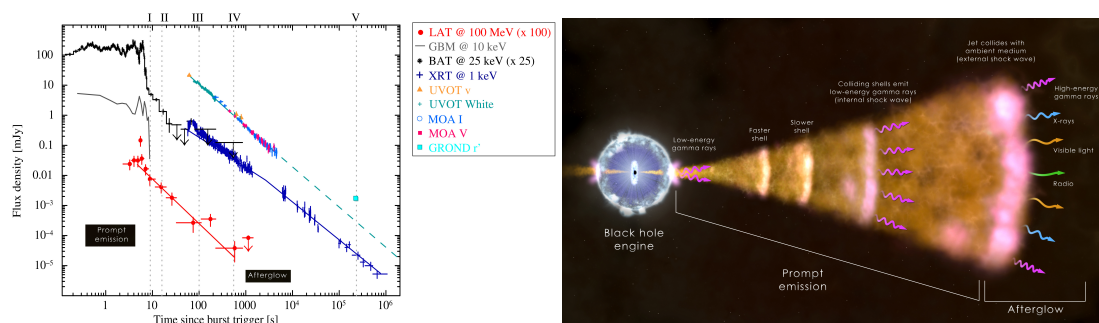 I II III IV V
100
10
1
0.1
0.01
10⁻³
10⁻⁴
10⁻⁵
Flux density [mJy]
Prompt
emission
Afterglow
1 10 100 1000 10⁴ 10⁵ 10⁶
Time since burst trigger [s]
LAT @ 100 MeV (x 100)
GBM @ 10 keV
BAT @ 25 keV (x 25)
XRT @ 1 keV
UVOT v
UVOT White
MOA I
MOA V
GROND r'
Black hole
engine
Low-energy
gamma rays
Faster
shell
Slower
shell
Colliding shells emit
low-energy gamma rays
(internal shock wave)
Jet collides with
ambient medium
(external shock wave)
High-energy
gamma rays
X-rays
Visible light
Radio
Prompt
emission
Afterglow